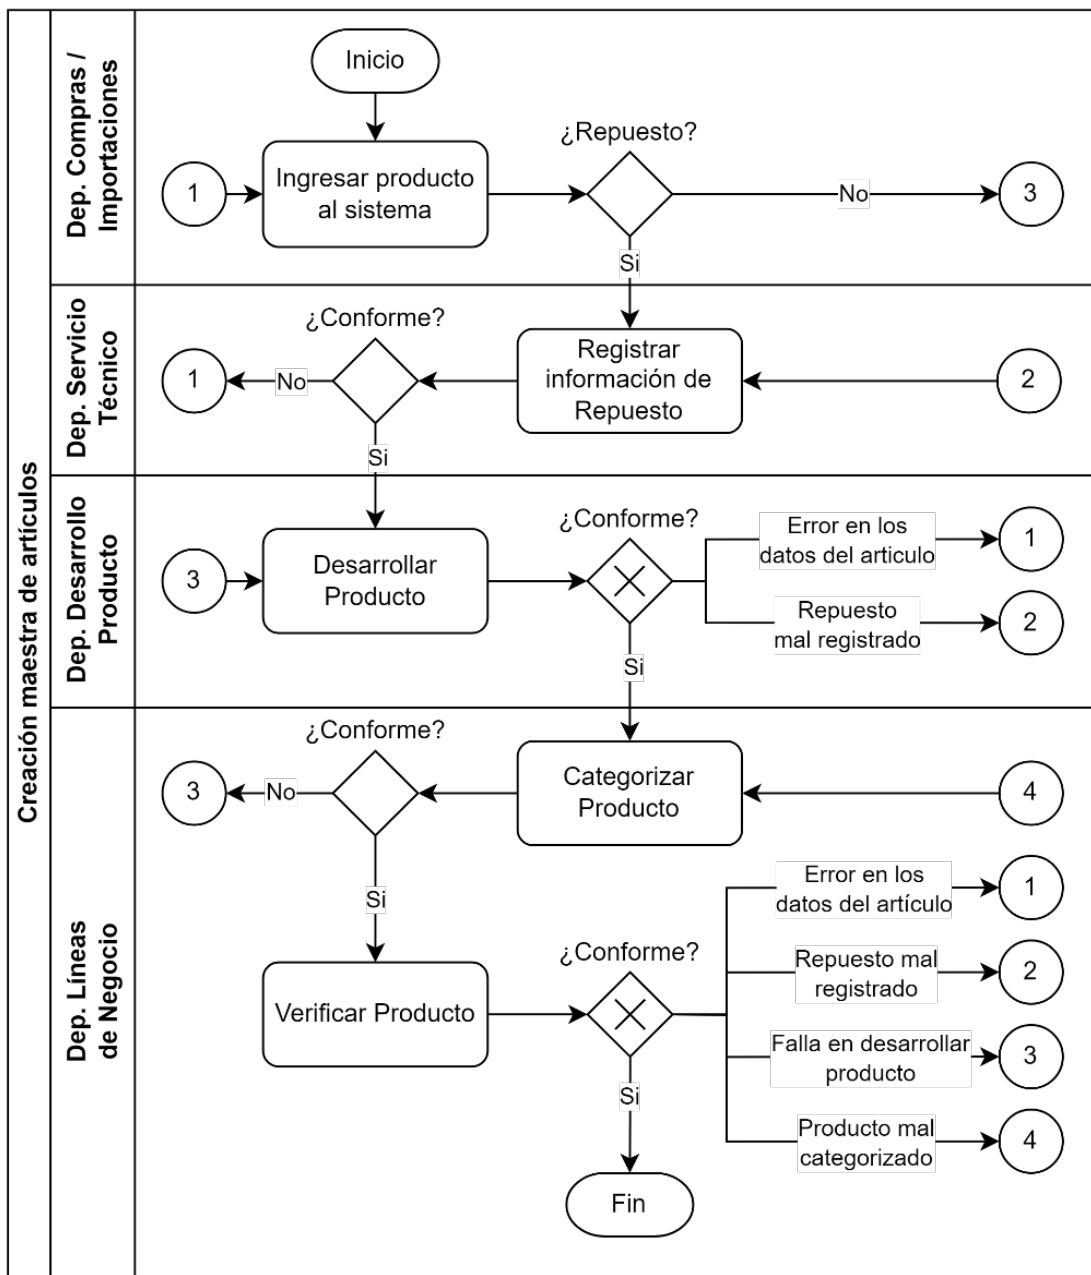 Creación maestra de artículos
Dep. Compras /
Importaciones
Inicio
¿Repuesto?
1
Ingresar producto
al sistema
No
3
Si
Dep. Servicio
Técnico
¿Conforme?
1
No
Registrar
información de
Repuesto
2
Si
Dep. Desarrollo
Producto
¿Conforme?
3
Desarrollar
Producto
Error en los
datos del articulo
1
Repuesto
mal registrado
2
Si
Dep. Líneas
de Negocio
¿Conforme?
3
No
Categorizar
Producto
4
Si
Verificar Producto
¿Conforme?
Error en los
datos del artículo
1
Repuesto mal
registrado
2
Falla en desarrollar
producto
3
Producto mal
categorizado
4
Si
Fin